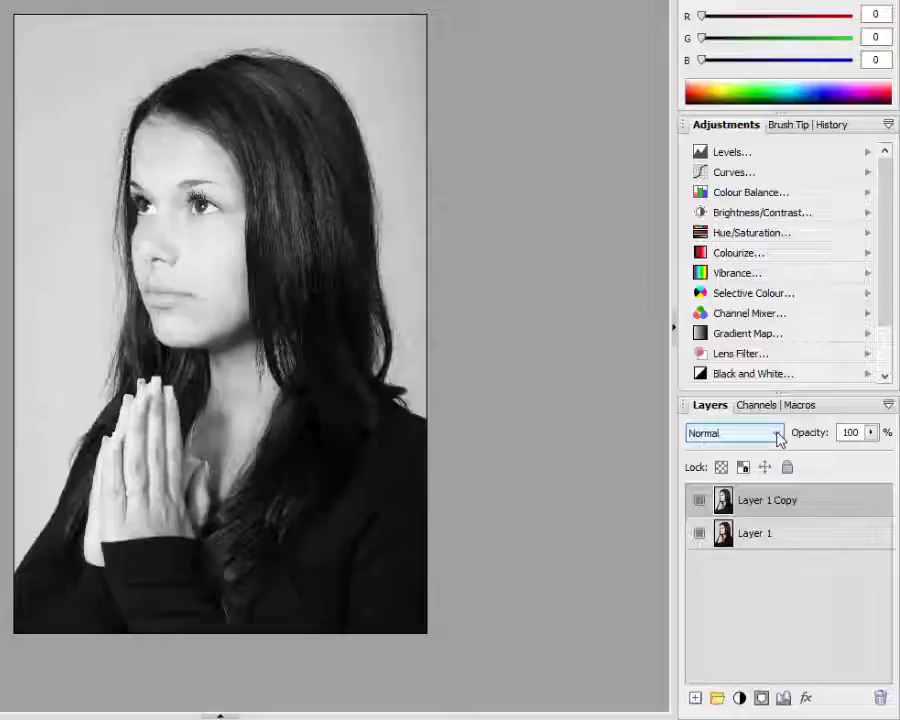 R 0
G 0
B 0
Adjustments Brush Tip | History
Levels...
Curves...
Colour Balance...
Brightness/Contrast...
Hue/Saturation...
Colourize...
Vibrance...
Selective Colour...
Channel Mixer...
Gradient Map...
Lens Filter...
Black and White...
Layers Channels | Macros
Normal Opacity: 100 %
Lock:
Layer 1 Copy
Layer 1
fx